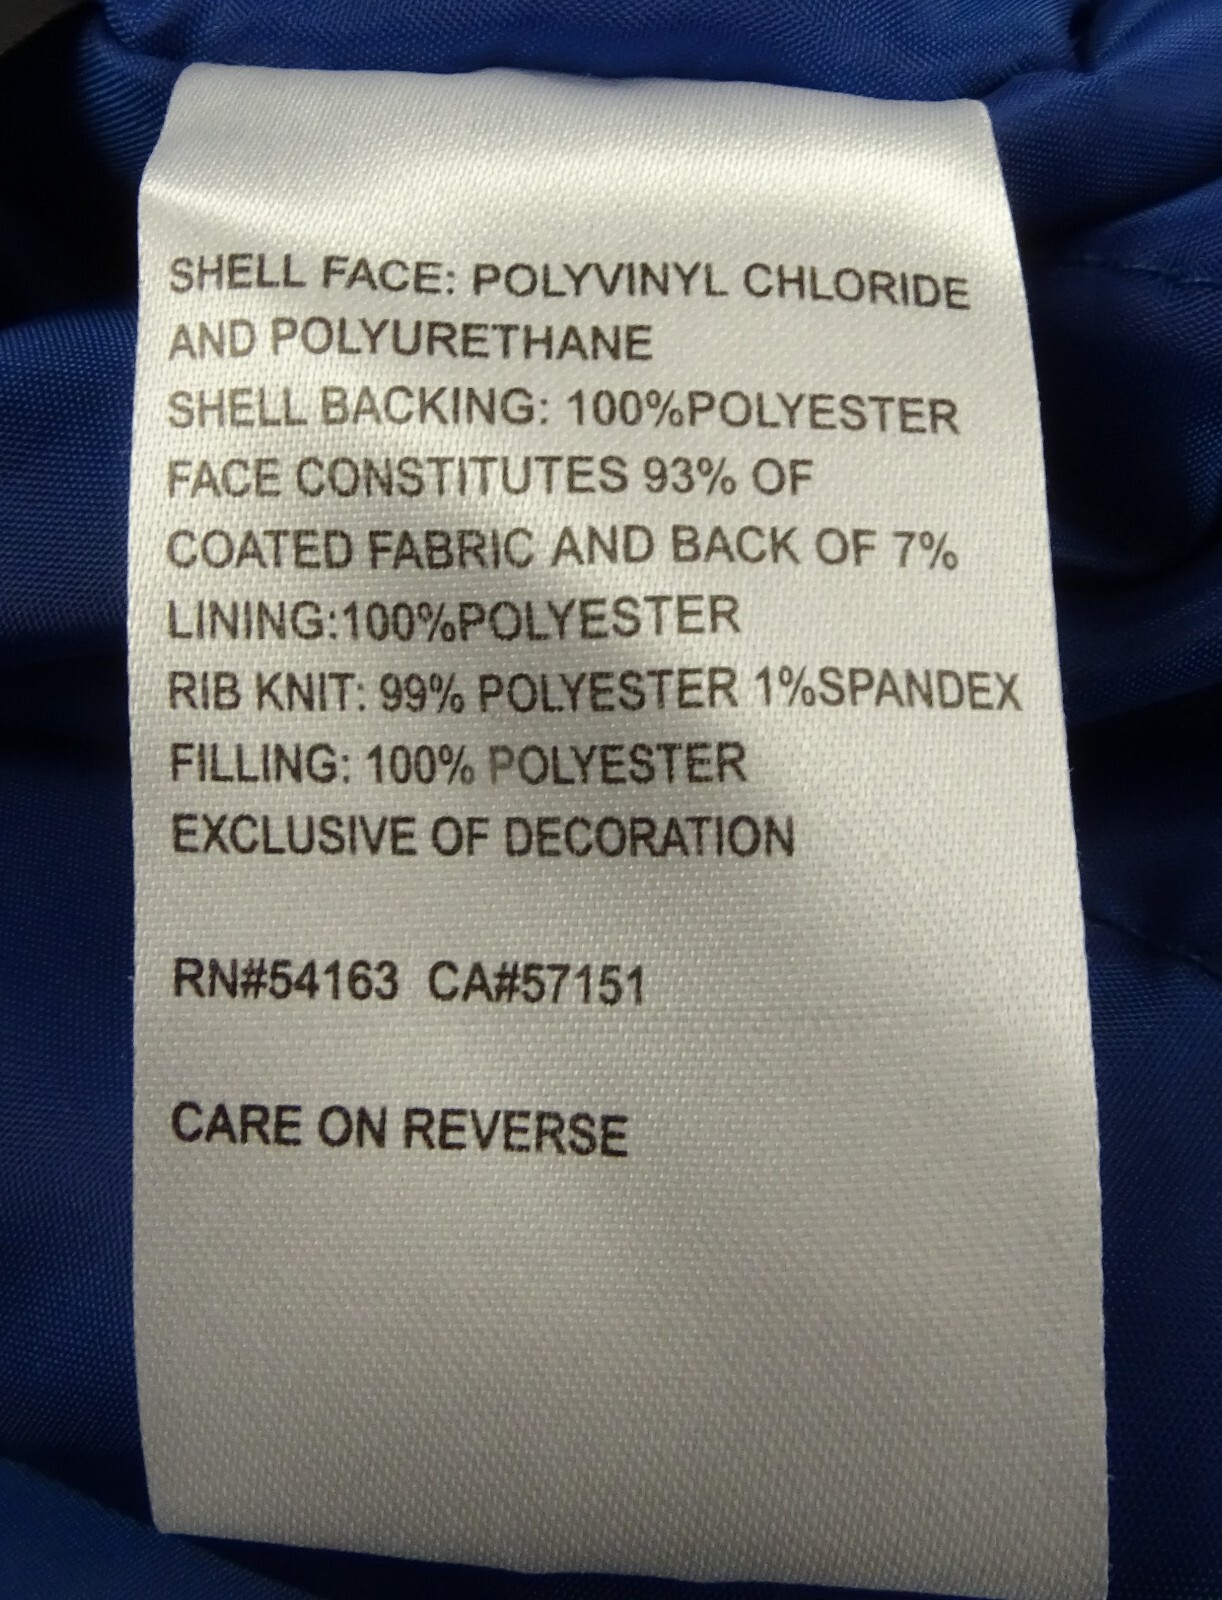 SHELL FACE: POLYVINYL CHLORIDE
AND POLYURETHANE
SHELL BACKING: 100%POLYESTER
FACE CONSTITUTES 93% OF
COATED FABRIC AND BACK OF 7%
LINING:100%POLYESTER
RIB KNIT: 99% POLYESTER 1%SPANDEX
FILLING: 100% POLYESTER
EXCLUSIVE OF DECORATION
RN#54163 CA#57151
CARE ON REVERSE